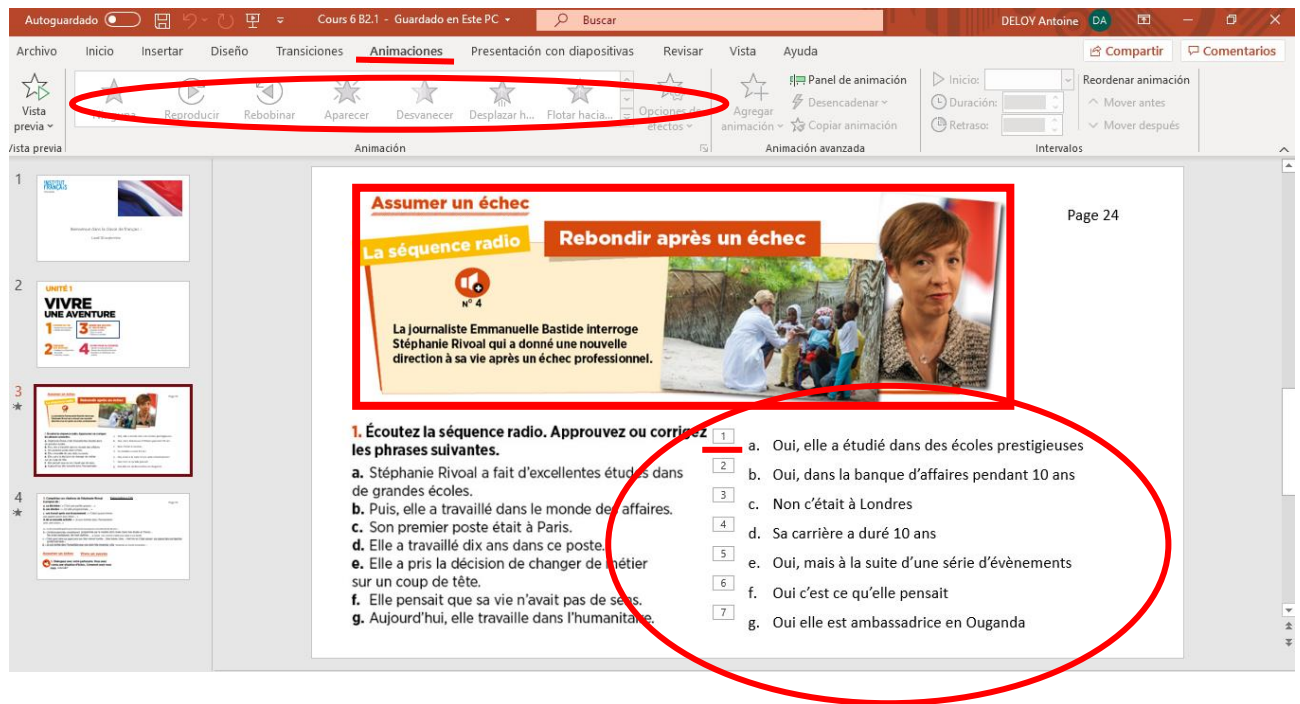 Autoguardado
Cours 6 B2.1 - Guardado en Este PC
Buscar
DELOY Antoine
DA
Archivo Inicio Insertar Diseño Transiciones Animaciones Presentación con diapositivas Revisar Vista Ayuda
Compartir Comentarios
Vista previa
Reproducir Rebobinar Aparecer Desvanecer Desplazar h... Flotar hacia...
Opciones de efectos
Agregar animación
Panel de animación
Desencadenar
Copiar animación
Inicio:
Duración:
Retraso:
Reordenar animación
Mover antes
Mover después
Vista previa
Animación
Animación avanzada
Intervalos
1
INSTITUT FRANÇAIS
2
UNITÉ 1
VIVRE
UNE AVENTURE
1
3
2
4
3
4
Assumer un échec
Page 24
La séquence radio
Rebondir après un échec
N° 4
La journaliste Emmanuelle Bastide interroge
Stéphanie Rivoal qui a donné une nouvelle
direction à sa vie après un échec professionnel.
1. Écoutez la séquence radio. Approuvez ou corrigez
les phrases suivantes.
a. Stéphanie Rivoal a fait d'excellentes études dans
de grandes écoles.
b. Puis, elle a travaillé dans le monde des affaires.
c. Son premier poste était à Paris.
d. Elle a travaillé dix ans dans ce poste.
e. Elle a pris la décision de changer de métier
sur un coup de tête.
f. Elle pensait que sa vie n'avait pas de sens.
g. Aujourd'hui, elle travaille dans l'humanitaire.
1 a. Oui, elle a étudié dans des écoles prestigieuses
2 b. Oui, dans la banque d'affaires pendant 10 ans
3 c. Non c'était à Londres
4 d. Sa carrière a duré 10 ans
5 e. Oui, mais à la suite d'une série d'évènements
6 f. Oui c'est ce qu'elle pensait
7 g. Oui elle est ambassadrice en Ouganda